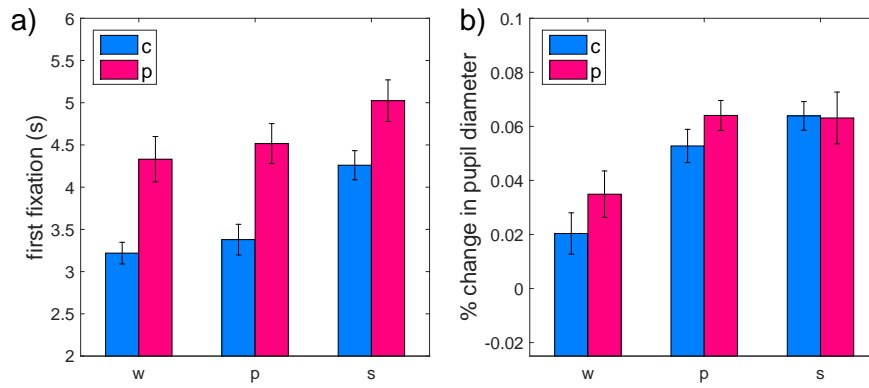 a)
c
p
first fixation (s)
6
5.5
5
4.5
4
3.5
3
2.5
2
w p s
b)
c
p
% change in pupil diameter
0.1
0.08
0.06
0.04
0.02
0
-0.02
w p s